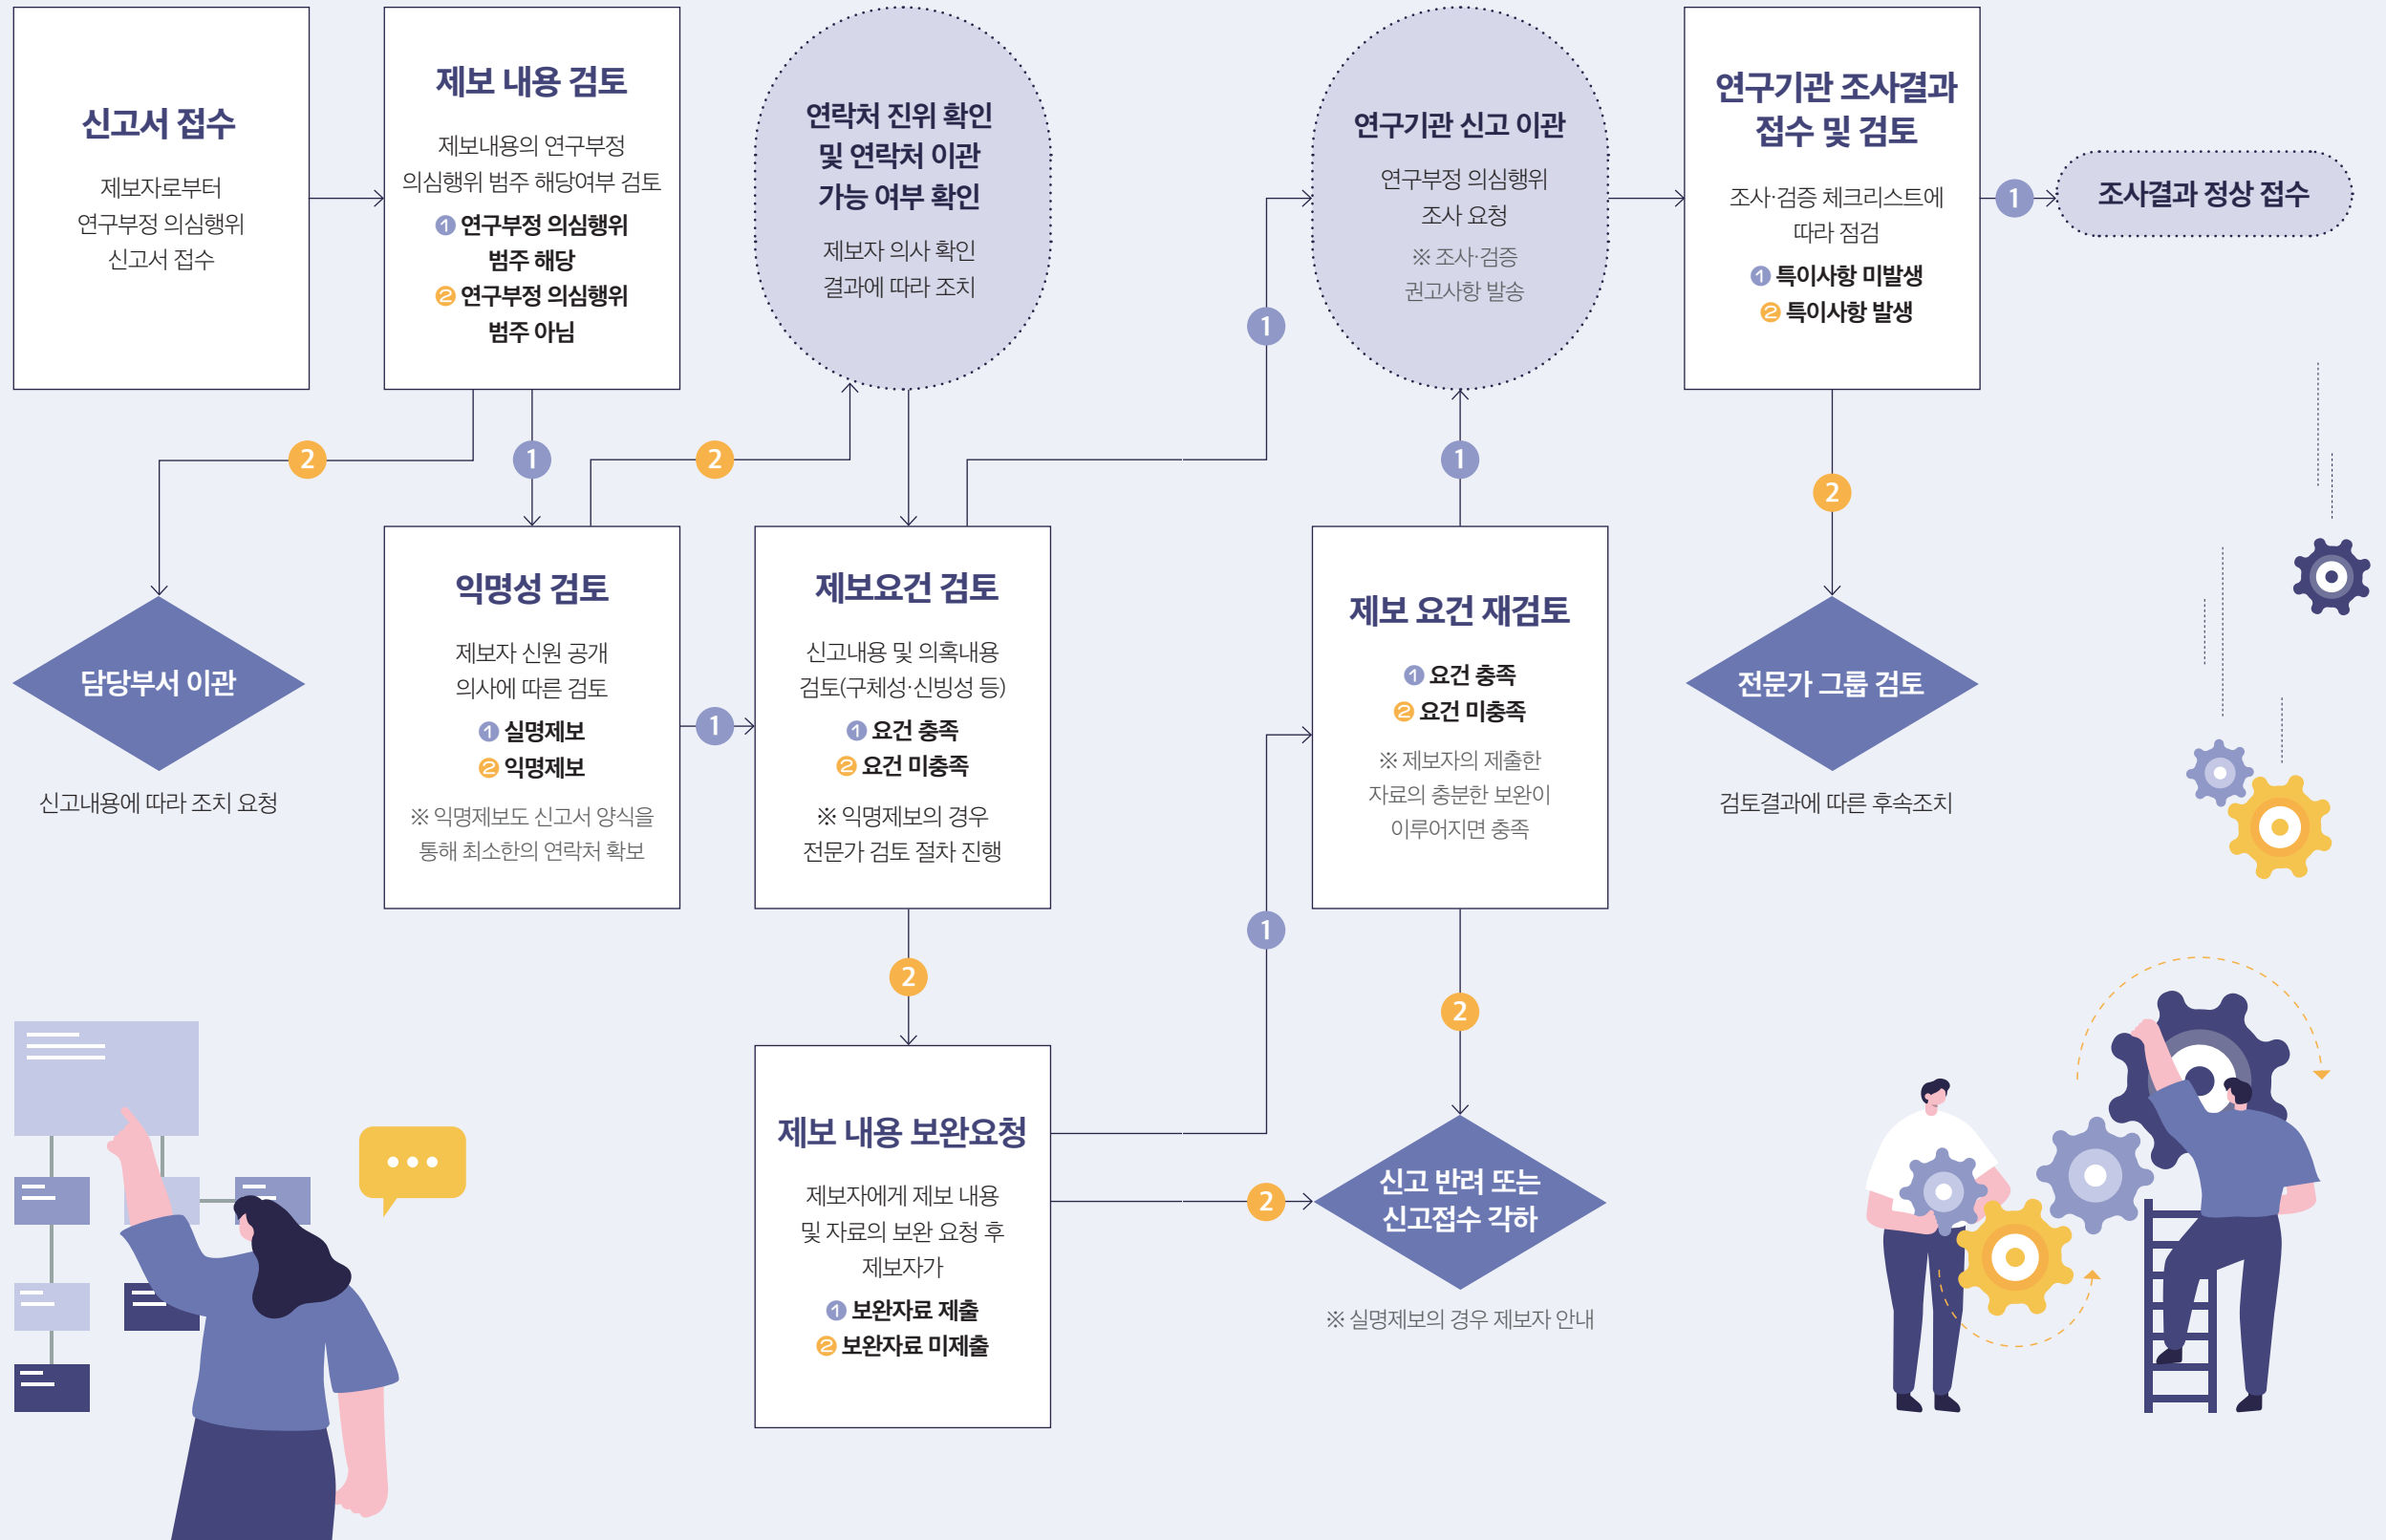 신고서 접수
제보자로부터
연구부정 의심행위
신고서 접수
제보 내용 검토
제보내용의 연구부정
의심행위 범주 해당여부 검토
1 연구부정 의심행위
범주 해당
2 연구부정 의심행위
범주 아님
연락처 진위 확인
및 연락처 이관
가능 여부 확인
제보자 의사 확인
결과에 따라 조치
연구기관 신고 이관
연구부정 의심행위
조사 요청
※ 조사·검증
권고사항 발송
연구기관 조사결과
접수 및 검토
조사·검증 체크리스트에
따라 점검
1 특이사항 미발생
2 특이사항 발생
1
조사결과 정상 접수
1
2
1
2
1
2
담당부서 이관
신고내용에 따라 조치 요청
익명성 검토
제보자 신원 공개
의사에 따른 검토
1 실명제보
2 익명제보
※ 익명제보도 신고서 양식을
통해 최소한의 연락처 확보
1
제보요건 검토
신고내용 및 의혹내용
검토(구체성·신빙성 등)
1 요건 충족
2 요건 미충족
※ 익명제보의 경우
전문가 검토 절차 진행
제보 요건 재검토
1 요건 충족
2 요건 미충족
※ 제보자의 제출한
자료의 충분한 보완이
이루어지면 충족
전문가 그룹 검토
검토결과에 따른 후속조치
1
2
2
제보 내용 보완요청
제보자에게 제보 내용
및 자료의 보완 요청 후
제보자가
1 보완자료 제출
2 보완자료 미제출
2
신고 반려 또는
신고접수 각하
※ 실명제보의 경우 제보자 안내